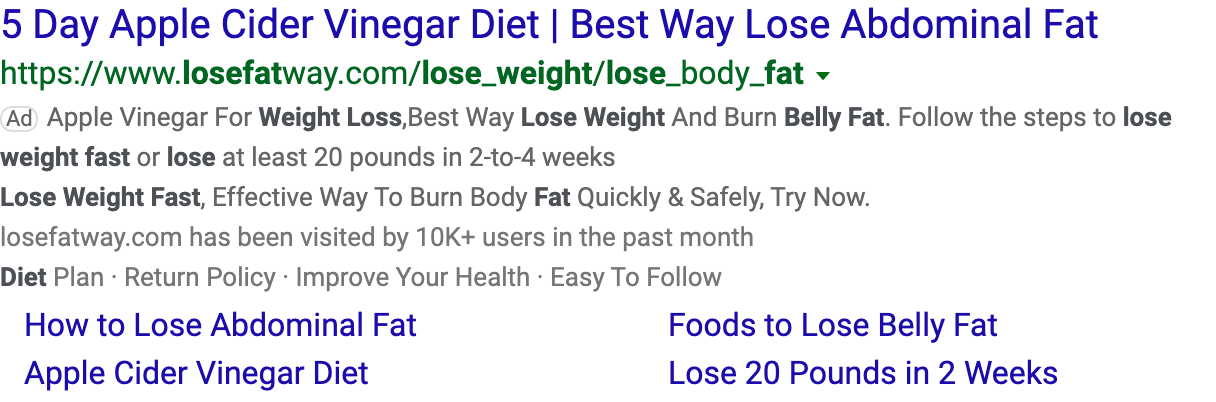 5 Day Apple Cider Vinegar Diet | Best Way Lose Abdominal Fat
https://www.losefatway.com/lose_weight/lose_body_fat
Ad Apple Vinegar For Weight Loss,Best Way Lose Weight And Burn Belly Fat. Follow the steps to lose
weight fast or lose at least 20 pounds in 2-to-4 weeks
Lose Weight Fast, Effective Way To Burn Body Fat Quickly & Safely, Try Now.
losefatway.com has been visited by 10K+ users in the past month
Diet Plan · Return Policy · Improve Your Health · Easy To Follow
How to Lose Abdominal Fat Foods to Lose Belly Fat
Apple Cider Vinegar Diet Lose 20 Pounds in 2 Weeks